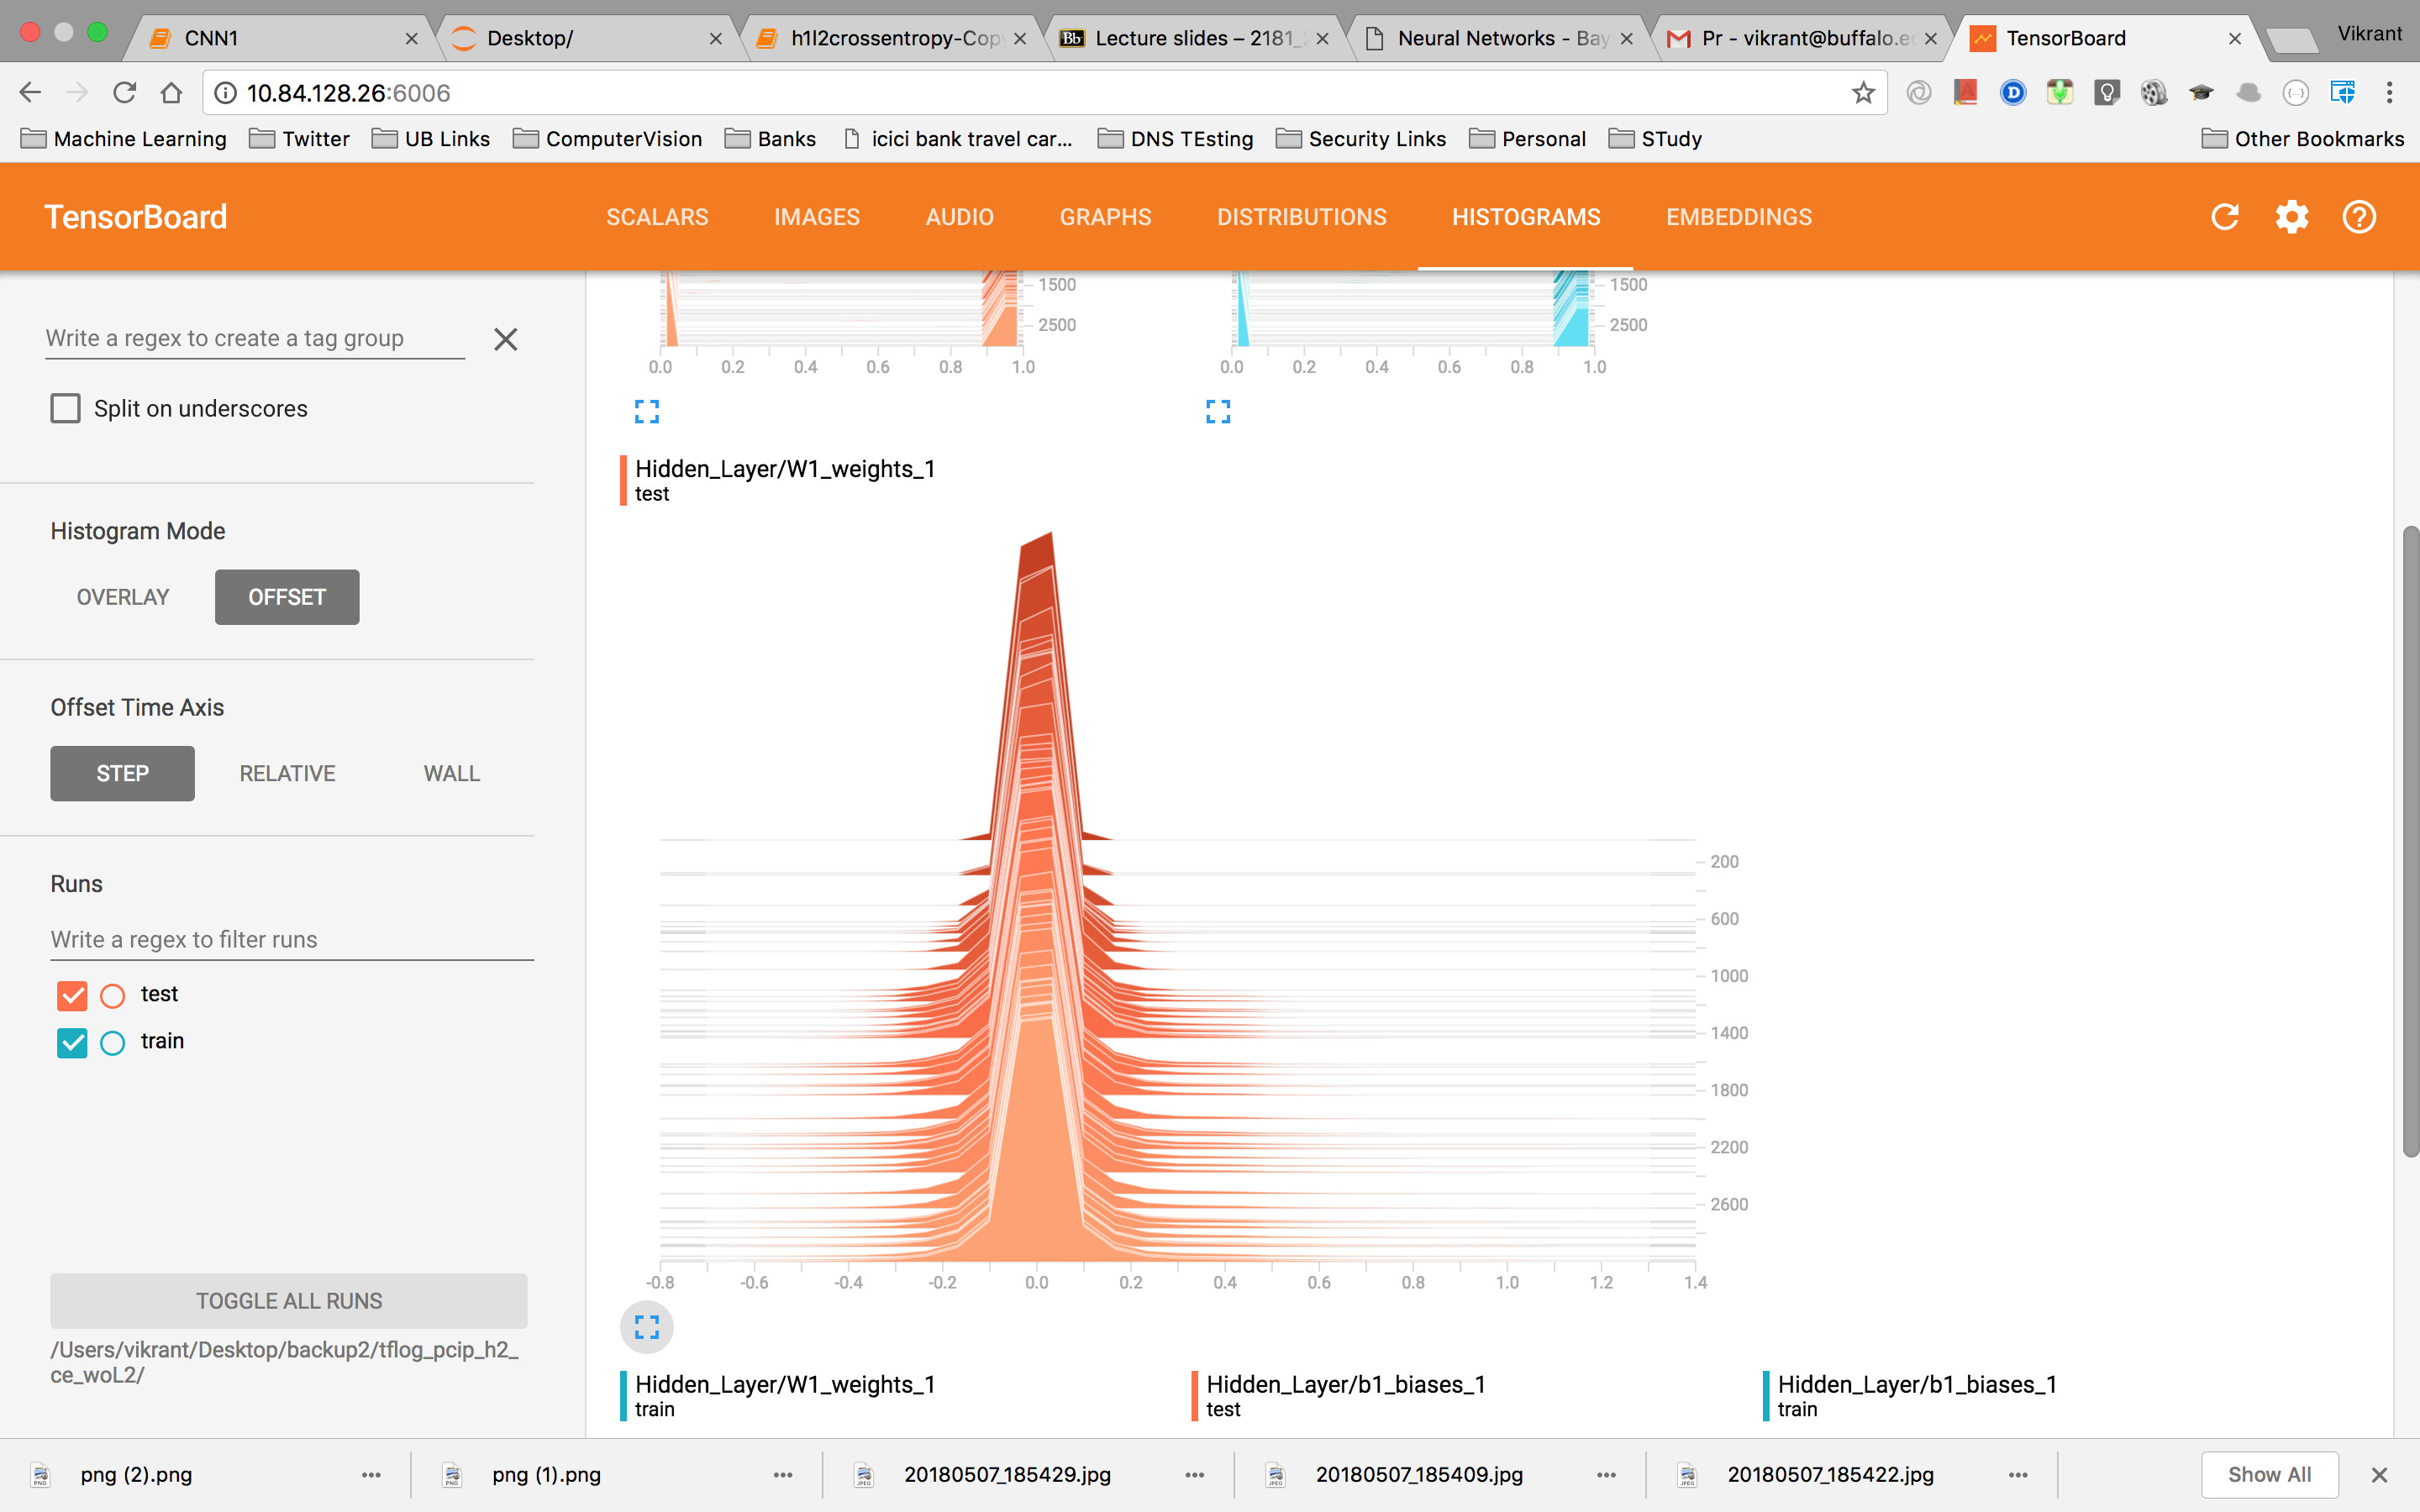 CNN1
Desktop/
h1l2crossentropy-Cop
Lecture slides – 2181_
Neural Networks - Bay
Pr - vikrant@buffalo.e
TensorBoard
Vikrant
10.84.128.26:6006
Machine Learning
Twitter
UB Links
ComputerVision
Banks
icici bank travel car...
DNS TEsting
Security Links
Personal
STudy
Other Bookmarks
TensorBoard
SCALARS
IMAGES
AUDIO
GRAPHS
DISTRIBUTIONS
HISTOGRAMS
EMBEDDINGS
Write a regex to create a tag group
Split on underscores
Histogram Mode
OVERLAY
OFFSET
Offset Time Axis
STEP
RELATIVE
WALL
Runs
Write a regex to filter runs
test
train
TOGGLE ALL RUNS
/Users/vikrant/Desktop/backup2/tflog_pcip_h2_
ce_woL2/
1500
2500
0.0 0.2 0.4 0.6 0.8 1.0
1500
2500
0.0 0.2 0.4 0.6 0.8 1.0
Hidden_Layer/W1_weights_1
test
200
600
1000
1400
1800
2200
2600
-0.8 -0.6 -0.4 -0.2 0.0 0.2 0.4 0.6 0.8 1.0 1.2 1.4
Hidden_Layer/W1_weights_1
train
Hidden_Layer/b1_biases_1
test
Hidden_Layer/b1_biases_1
train
png (2).png
png (1).png
20180507_185429.jpg
20180507_185409.jpg
20180507_185422.jpg
Show All